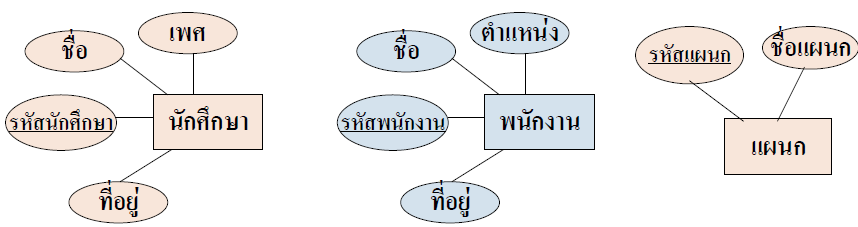 เพศ
ชื่อ
รหัสนักศึกษา
นักศึกษา
ที่อยู่
ตำแหน่ง
ชื่อ
รหัสพนักงาน
พนักงาน
ที่อยู่
รหัสแผนก
ชื่อแผนก
แผนก